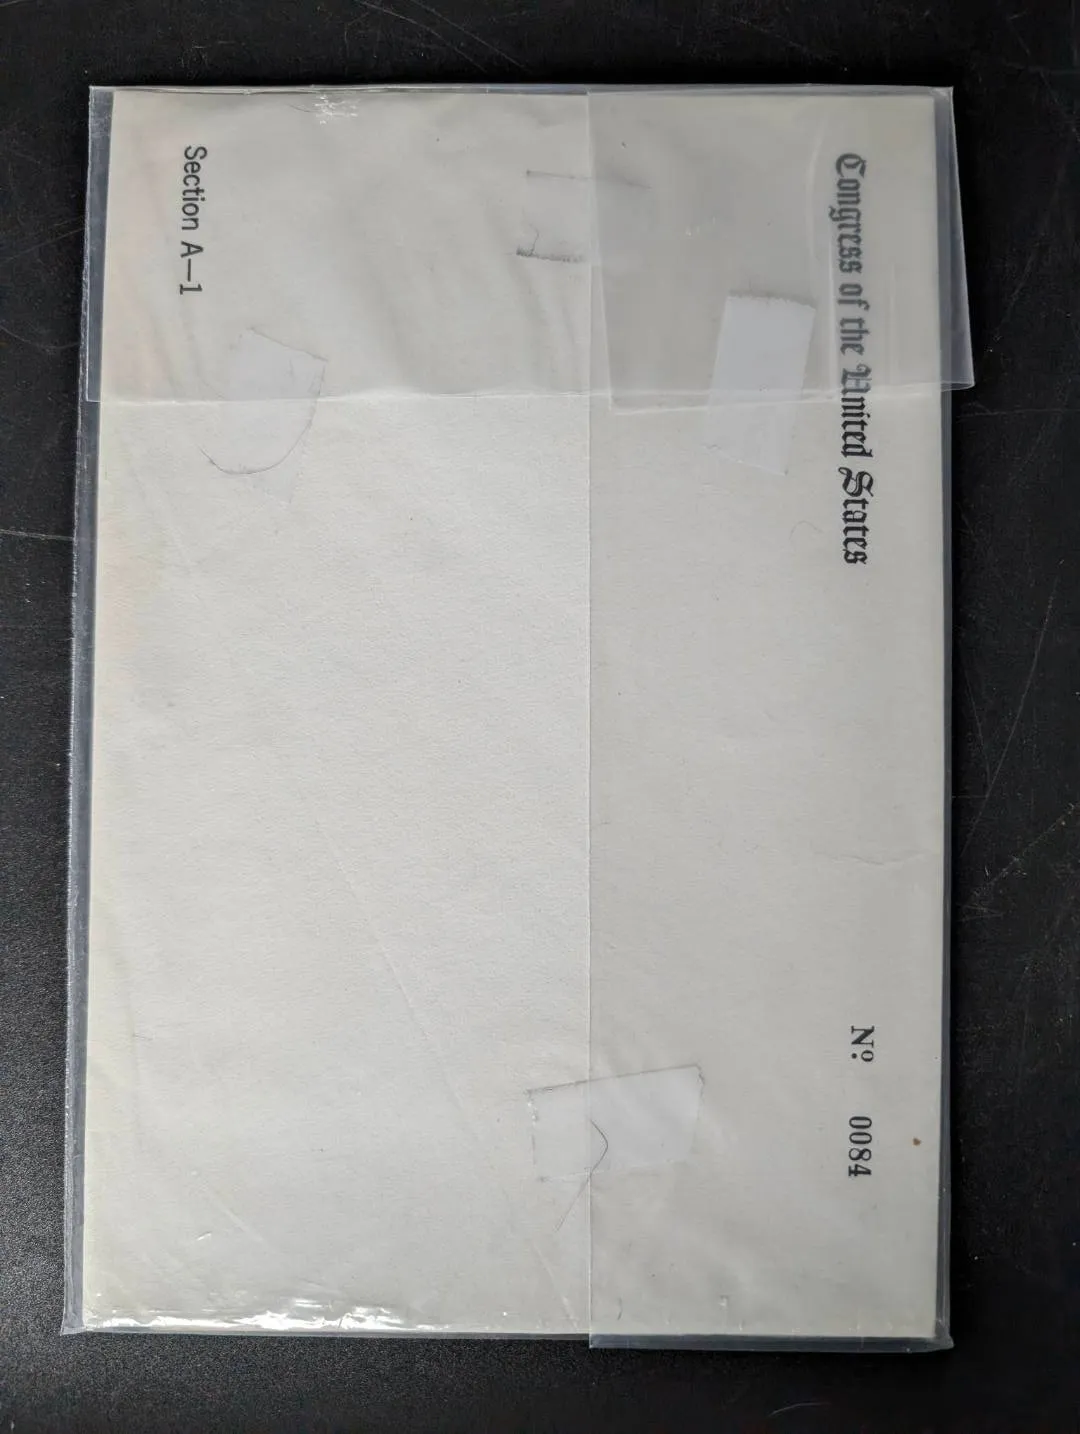 Congress of the United States
Nº 0084
Section A—1